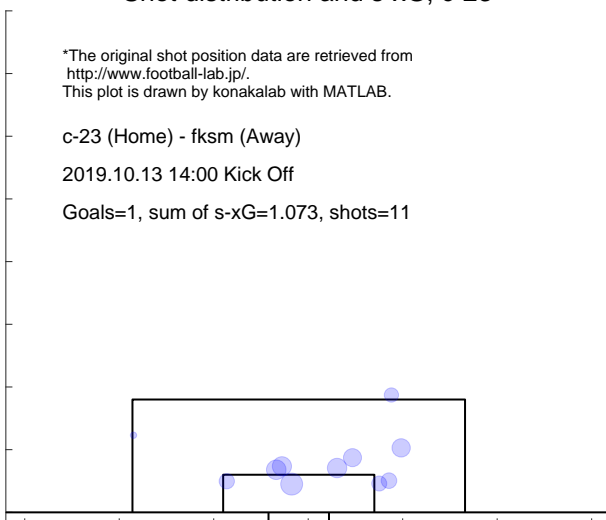 *The original shot position data are retrieved from
http://www.football-lab.jp/.
This plot is drawn by konakalab with MATLAB.
c-23 (Home) - fksm (Away)
2019.10.13 14:00 Kick Off
Goals=1, sum of s-xG=1.073, shots=11